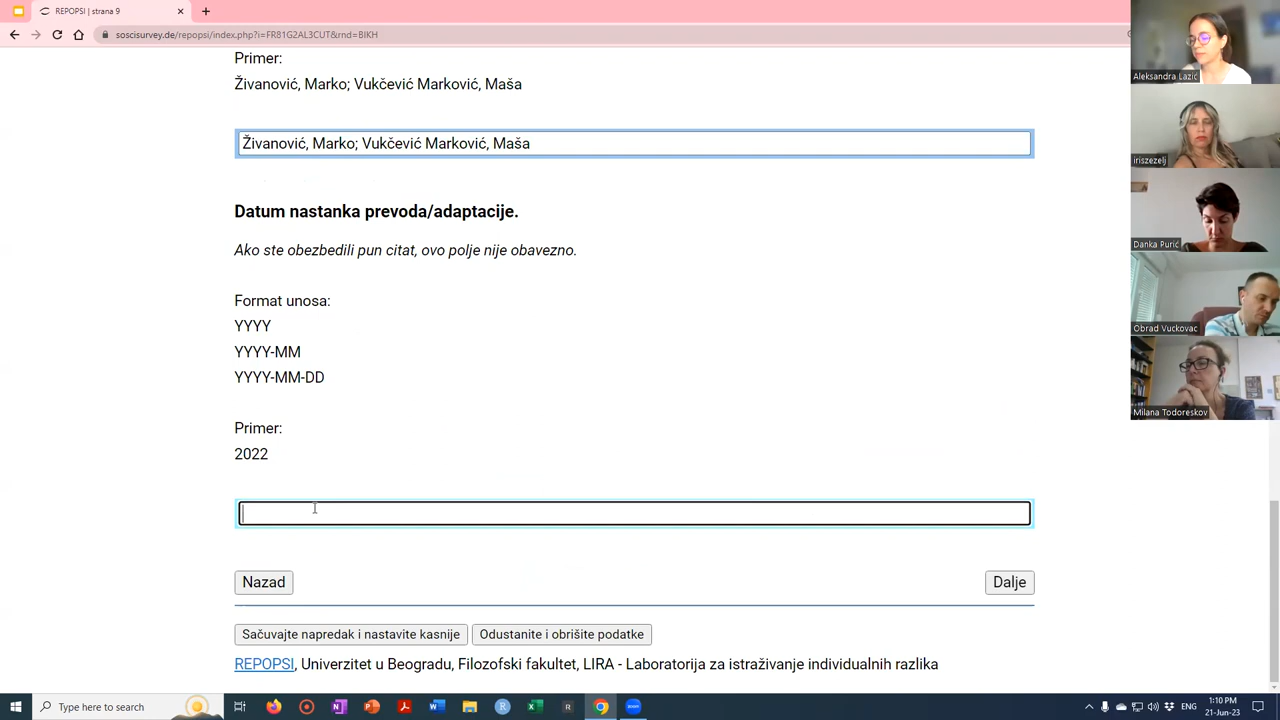 REPOPSI | strana 9
soscisurvey.de/repopsi/index.php?i=FR81G2AL3CUT&rnd=BIKH
Primer:
Živanović, Marko; Vukčević Marković, Maša
Živanović, Marko; Vukčević Marković, Maša
Datum nastanka prevoda/adaptacije.
Ako ste obezbedili pun citat, ovo polje nije obavezno.
Format unosa:
YYYY
YYYY-MM
YYYY-MM-DD
Primer:
2022
Nazad
Dalje
Sačuvajte napredak i nastavite kasnije
Odustanite i obrišite podatke
REPOPSI, Univerzitet u Beogradu, Filozofski fakultet, LIRA - Laboratorija za istraživanje individualnih razlika
Aleksandra Lazić
iriszezelj
Danka Purić
Obrad Vuckovac
Milana Todoreskov
Type here to search
ENG
1:10 PM
21-Jun-23